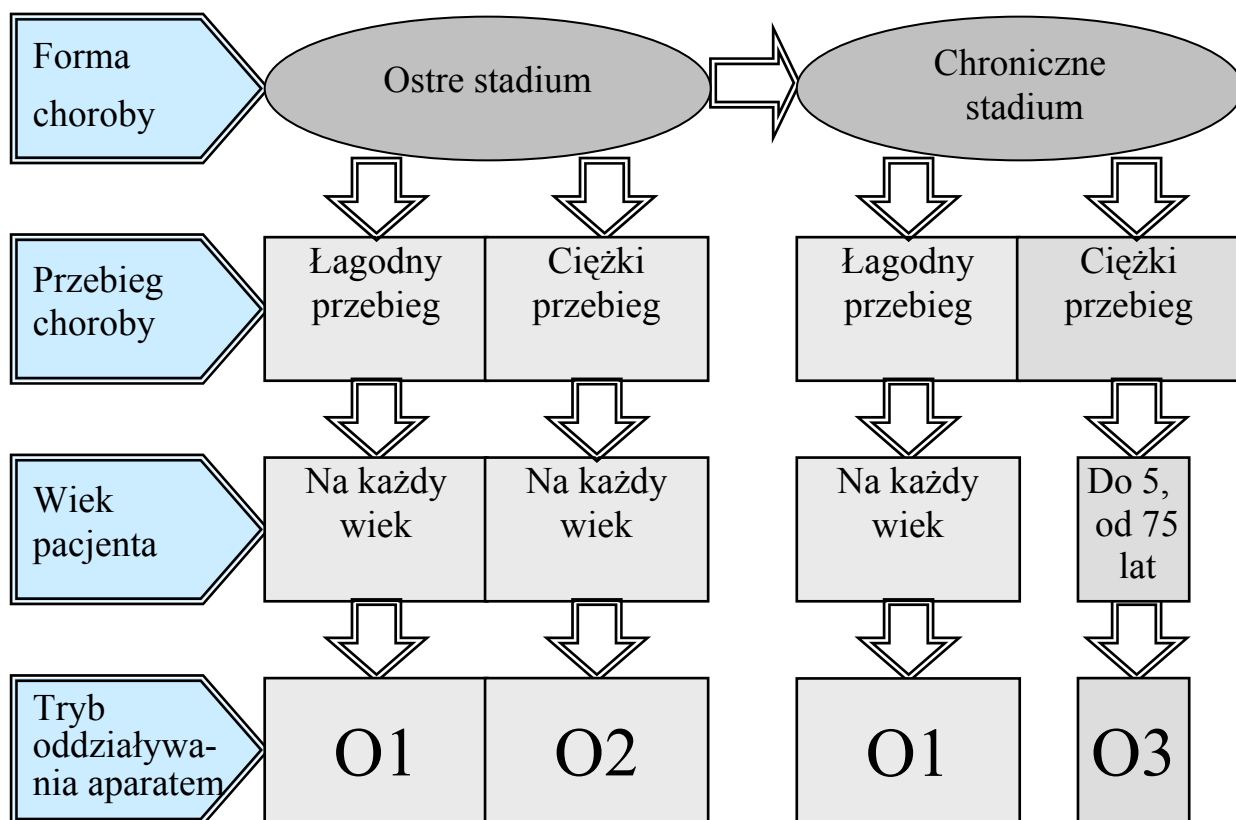 Forma
choroby
Ostre stadium
Chroniczne
stadium
Przebieg
choroby
Łagodny
przebieg
Ciężki
przebieg
Łagodny
przebieg
Ciężki
przebieg
Wiek
pacjenta
Na każdy
wiek
Na każdy
wiek
Na każdy
wiek
Do 5,
od 75
lat
Tryb
oddziaływa-
nia aparatem
O1
O2
O1
O3